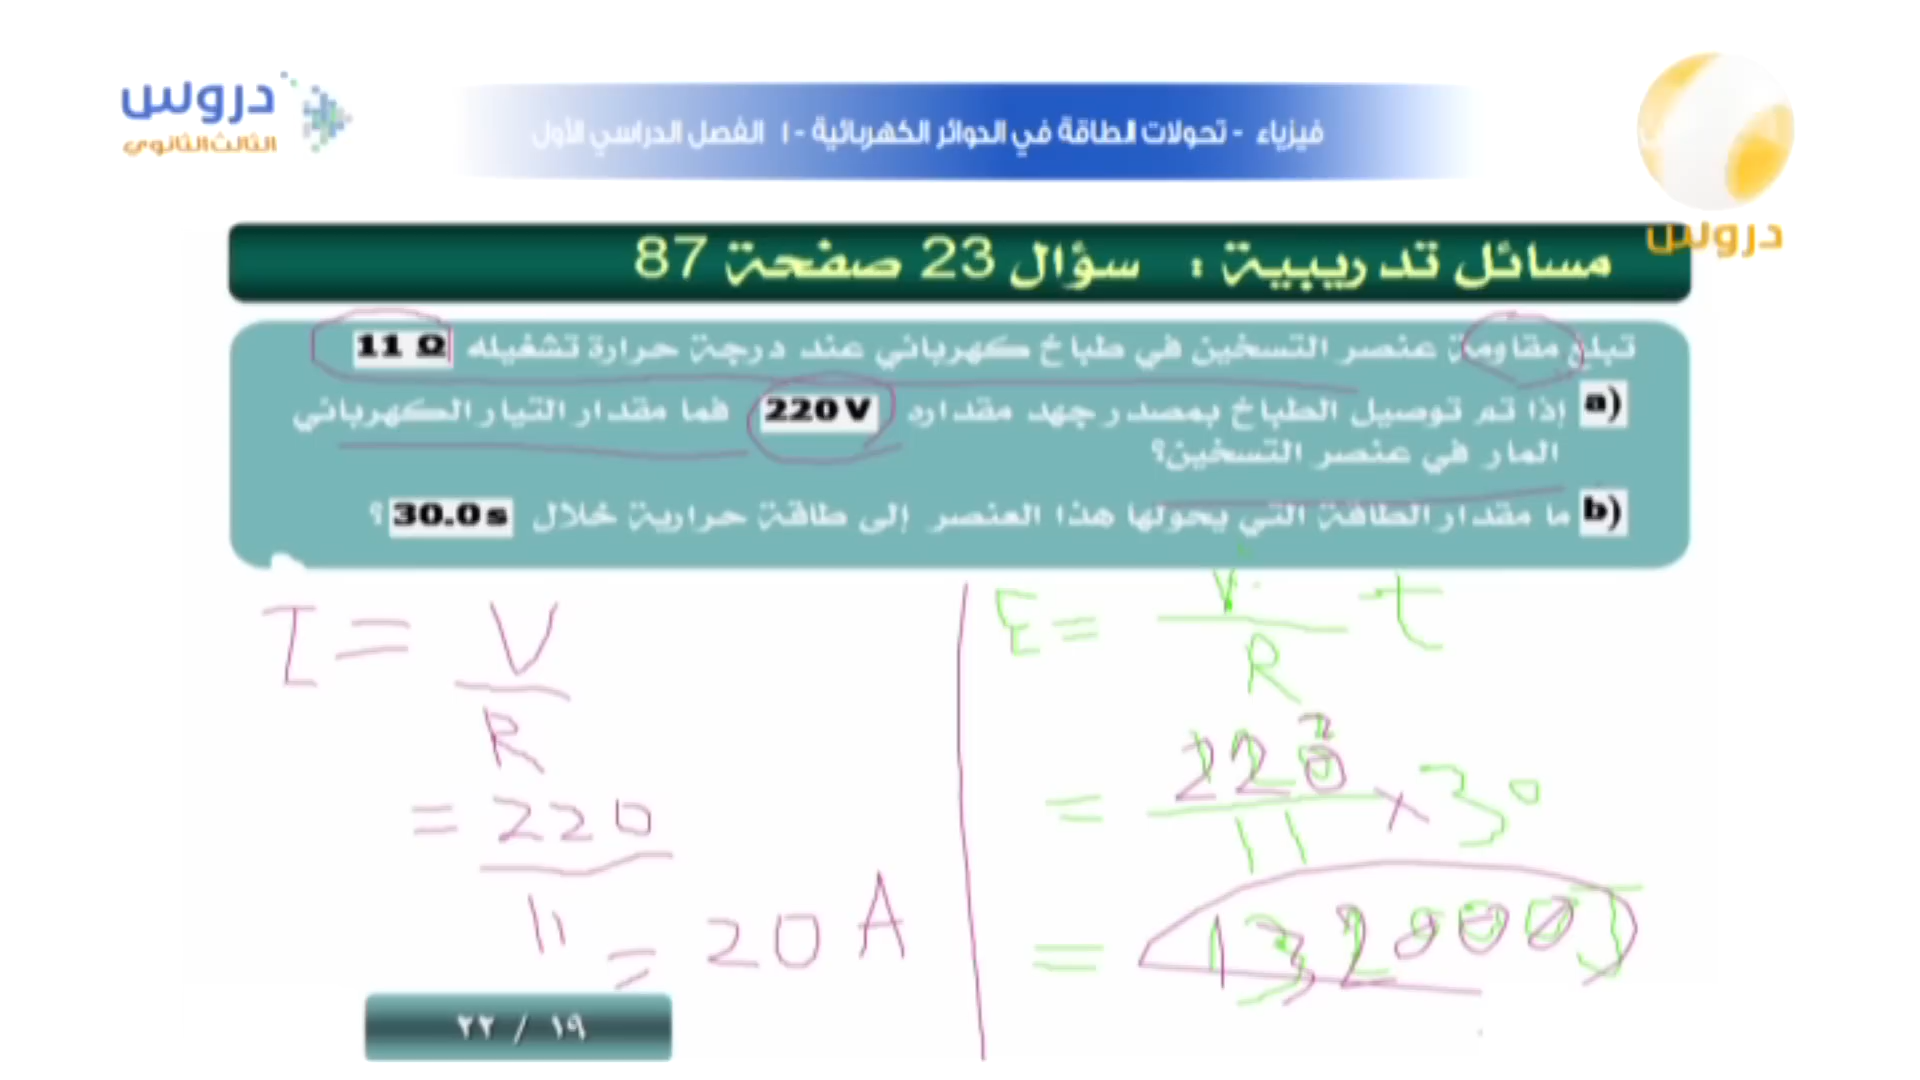 دروس
الثالث الثانوي
فيزياء - تحولات الطاقة في الدوائر الكهربائية - ١ الفصل الدراسي الأول
دروس
مسائل تدريبية : سؤال 23 صفحة 87
تبلغ مقاومة عنصر التسخين في طباخ كهربائي عند درجة حرارة تشغيله 11 Ω
a) إذا تم توصيل الطباخ بمصدر جهد مقداره 220 V فما مقدار التيار الكهربائي
المار في عنصر التسخين؟
b) ما مقدار الطاقة التي يحولها هذا العنصر إلى طاقة حرارية خلال 30.0 s ؟
I = V
R
= 220
11
= 20 A
E = V t
R
= 220² × 30
11
= 132000 J
١٩ / ٢٢